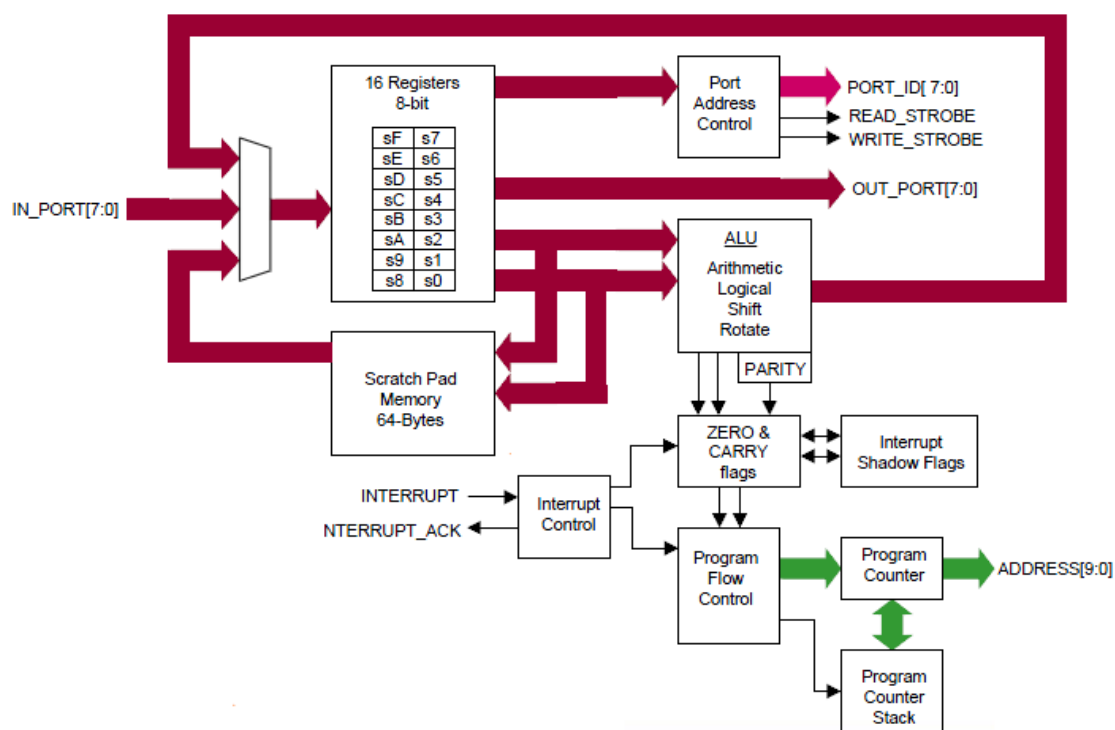 16 Registers
8-bit
sF s7
sE s6
sD s5
sC s4
sB s3
sA s2
s9 s1
s8 s0
Port
Address
Control
PORT_ID[ 7:0]
READ_STROBE
WRITE_STROBE
IN_PORT[7:0]
OUT_PORT[7:0]
ALU
Arithmetic
Logical
Shift
Rotate
PARITY
Scratch Pad
Memory
64-Bytes
ZERO &
CARRY
flags
Interrupt
Shadow Flags
INTERRUPT
NTERRUPT_ACK
Interrupt
Control
Program
Flow
Control
Program
Counter
ADDRESS[9:0]
Program
Counter
Stack